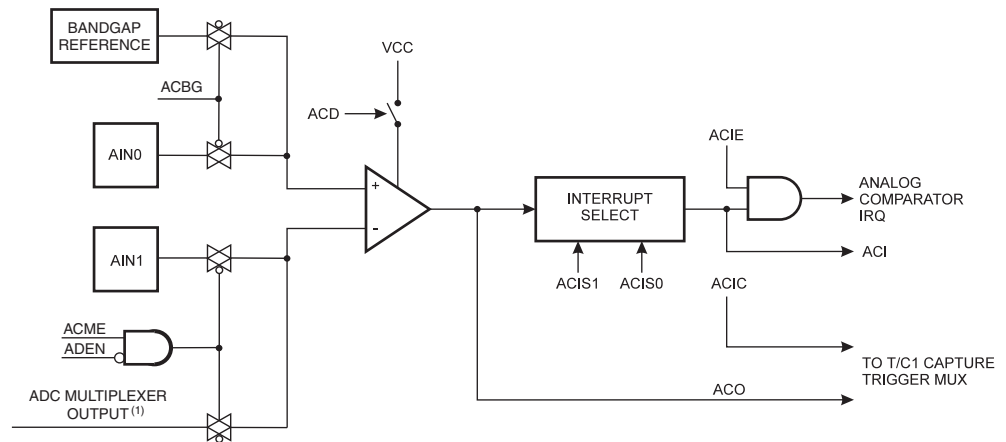 BANDGAP
REFERENCE
ACBG
AIN0
VCC
ACD
+
-
AIN1
ACME
ADEN
ADC MULTIPLEXER
OUTPUT (1)
INTERRUPT
SELECT
ACIS1
ACIS0
ACIE
ANALOG
COMPARATOR
IRQ
ACI
ACIC
TO T/C1 CAPTURE
TRIGGER MUX
ACO